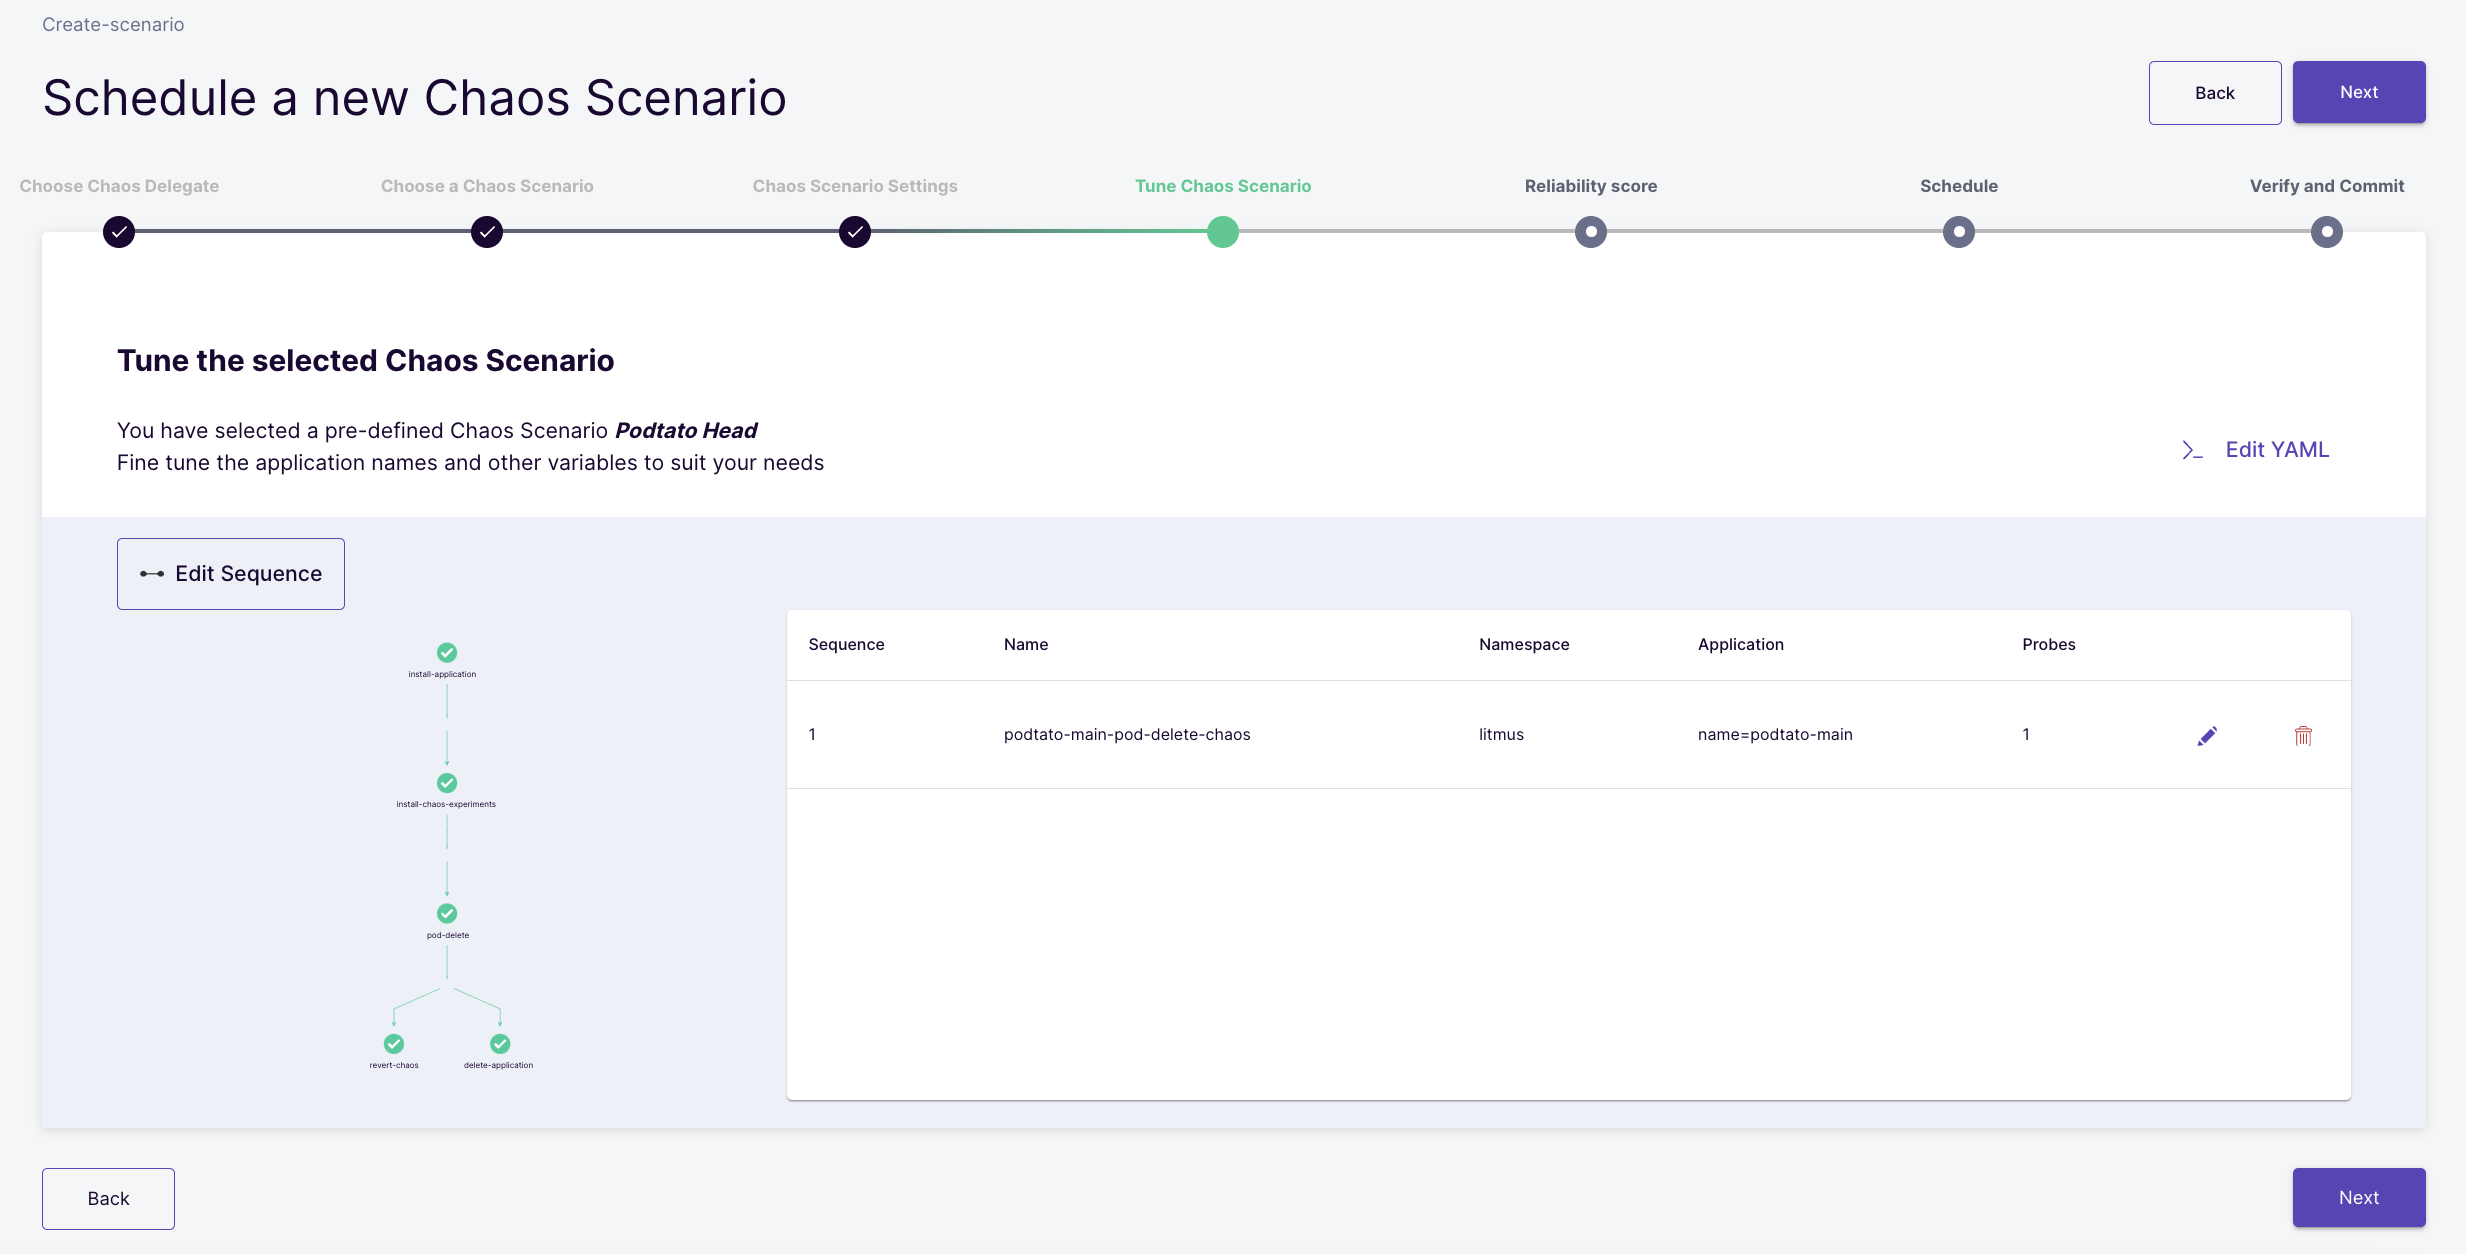 Create-scenario
Schedule a new Chaos Scenario
Back
Next
Choose Chaos Delegate
Choose a Chaos Scenario
Chaos Scenario Settings
Tune Chaos Scenario
Reliability score
Schedule
Verify and Commit
Tune the selected Chaos Scenario
You have selected a pre-defined Chaos Scenario Podtato Head
Fine tune the application names and other variables to suit your needs
Edit YAML
Edit Sequence
install-application
install-chaos-experiments
pod-delete
revert-chaos
delete-application
Sequence
Name
Namespace
Application
Probes
1
podtato-main-pod-delete-chaos
litmus
name=podtato-main
1
Back
Next